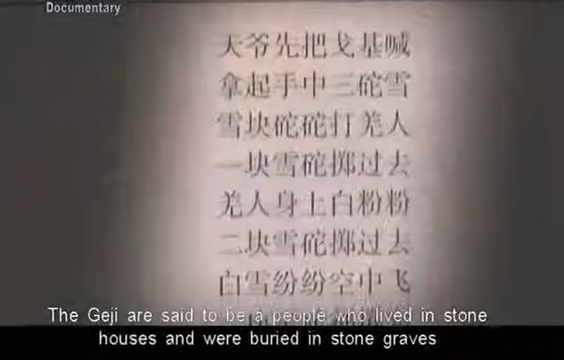 Documentary
天爷先把戈基喊
拿起手中三砣雪
雪块砣砣打羌人
一块雪砣掷过去
羌人身上白粉粉
二块雪砣掷过去
白雪纷纷空中飞
The Geji are said to be a people who lived in stone
houses and were buried in stone graves